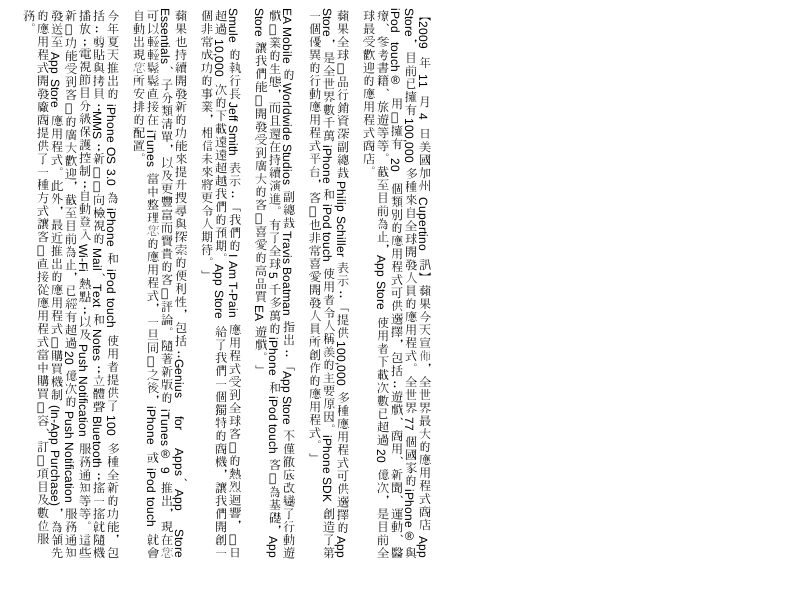 【2009 年 11 月 4 日美國加州 Cupertino 訊】蘋果今天宣佈，全世界最大的應用程式商店 App
Store，目前已擁有 100,000 多種來自全球開發人員的應用程式。 全世界 77 個國家的 iPhone ® 與
iPod touch ® 用□擁有 20 個類別的應用程式可供選擇，包括：遊戲、商用、新聞、運動、醫
療、參考書籍、旅遊等等。截至目前為止， App Store 使用者下載次數已超過 20 億次，是目前全
球最受歡迎的應用程式商店。
蘋果全球□品行銷資深副總裁 Philip Schiller 表示：「提供 100,000 多種應用程式可供選擇的 App
Store，是全世界數千萬 iPhone 和 iPod touch 使用者令人稱羨的主要原因。 iPhone SDK 創造了第
一個優異的行動應用程式平台，客□也非常喜愛開發人員所創作的應用程式。」
EA Mobile 的 Worldwide Studios 副總裁 Travis Boatman 指出：「App Store 不僅徹底改變了行動遊
戲□業的生態，而且還在持續演進。有了全球 5 千多萬的 iPhone 和 iPod touch 客□為基礎， App
Store 讓我們能□開發受到廣大的客□喜愛的高品質 EA 遊戲。」
Smule 的執行長 Jeff Smith 表示：「我們的 I Am T-Pain 應用程式受到全球客□的熱烈迴響，□日
超過 10,000 次的下載遠遠超越我們的預期。App Store 給了我們一個獨特的商機，讓我們開創一
個非常成功的事業，相信未來將更令人期待。」
蘋果也持續開發新的功能來提升搜尋與探索的便利性，包括：Genius for Apps、App Store
Essentials、子分類清單，以及更豐富而寶貴的客□評論。隨著新版的 iTunes ® 9 推出，現在您
可以輕輕鬆鬆直接在 iTunes 當中整理您的應用程式，一旦同□之後，iPhone 或 iPod touch 就會
自動出現您所安排的配置。
今年夏天推出的 iPhone OS 3.0 為 iPhone 和 iPod touch 使用者提供了 100 多種全新的功能，包
括：剪貼與拷貝；MMS；新□□向檢視的 Mail、Text 和 Notes；立體聲 Bluetooth；搖一搖就隨機
播放；電視節目分級保護控制；自動登入 Wi-Fi 熱點；以及 Push Notification 服務通知等等。這些
新□功能受到客□的廣大歡迎，截至目前為止，已經有超過 20 億次的 Push Notification 服務通知
發送至 App Store 應用程式。此外，最近推出的應用程式□購買機制 (In-App Purchase)，為領先
的應用程式開發廠商提供了一種方式讓客□直接從應用程式當中購買□容、訂□項目及數位服
務。